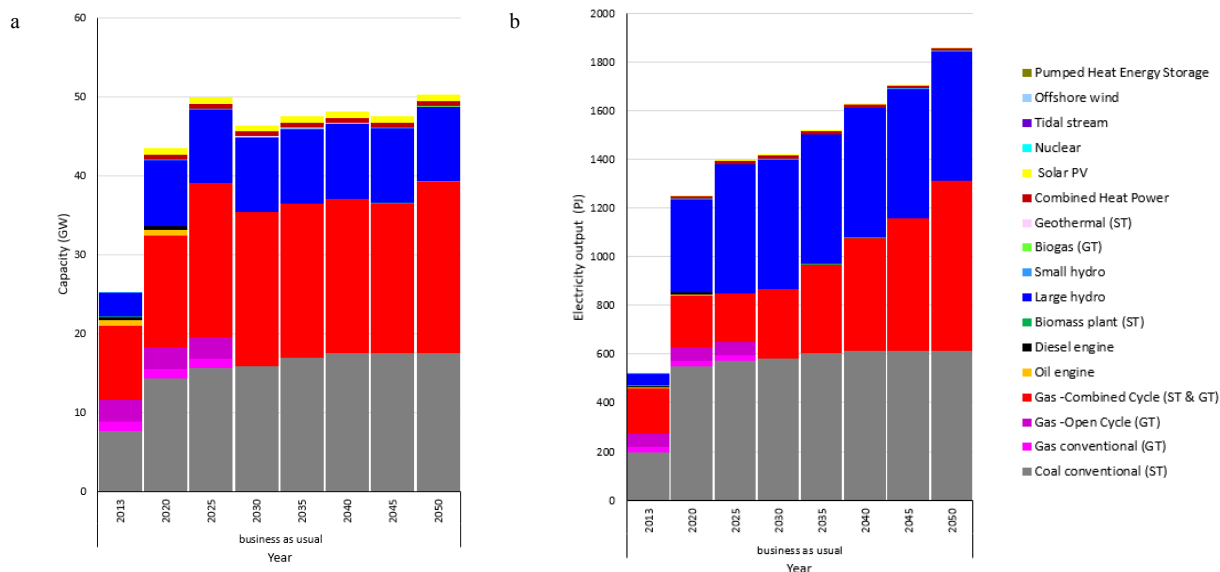 a
60
50
40
30
20
10
0
Capacity (GW)
2013
2020
2025
2030
2035
2040
2045
2050
business as usual
Year
b
2000
1800
1600
1400
1200
1000
800
600
400
200
0
Electricity output (PJ)
2013
2020
2025
2030
2035
2040
2045
2050
business as usual
Year
Pumped Heat Energy Storage
Offshore wind
Tidal stream
Nuclear
Solar PV
Combined Heat Power
Geothermal (ST)
Biogas (GT)
Small hydro
Large hydro
Biomass plant (ST)
Diesel engine
Oil engine
Gas -Combined Cycle (ST & GT)
Gas -Open Cycle (GT)
Gas conventional (GT)
Coal conventional (ST)